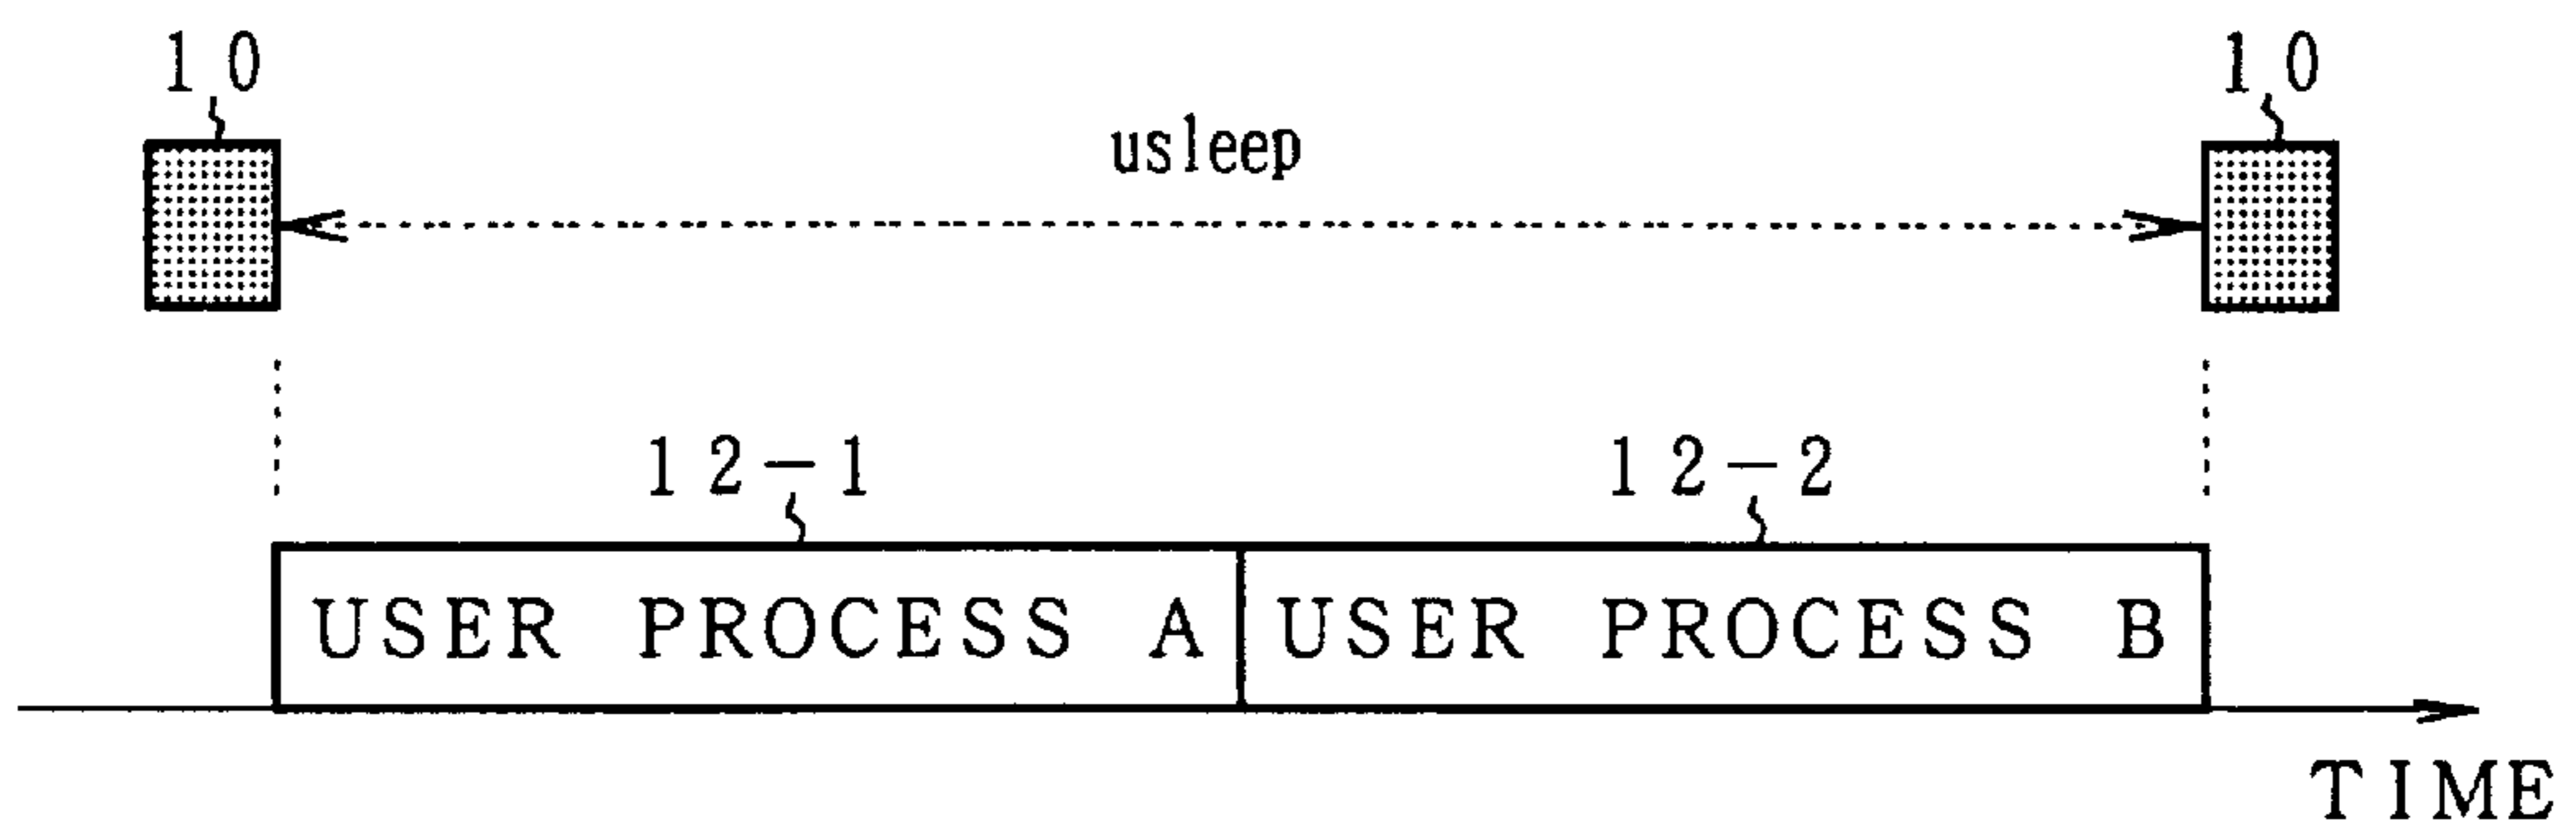 10 10
usleep
12-1 12-2
USER PROCESS A USER PROCESS B
TIME